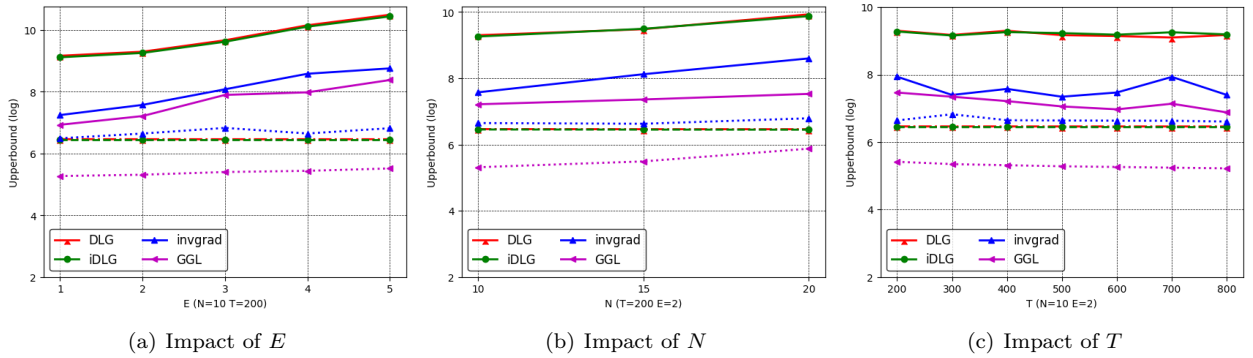 Upperbound (log)
10
8
6
4
2
DLG
iDLG
invgrad
GGL
1 2 3 4 5
E (N=10 T=200)
(a) Impact of E
Upperbound (log)
10
8
6
4
2
DLG
iDLG
invgrad
GGL
10 15 20
N (T=200 E=2)
(b) Impact of N
Upperbound (log)
10
8
6
4
2
DLG
iDLG
invgrad
GGL
200 300 400 500 600 700 800
T (N=10 E=2)
(c) Impact of T